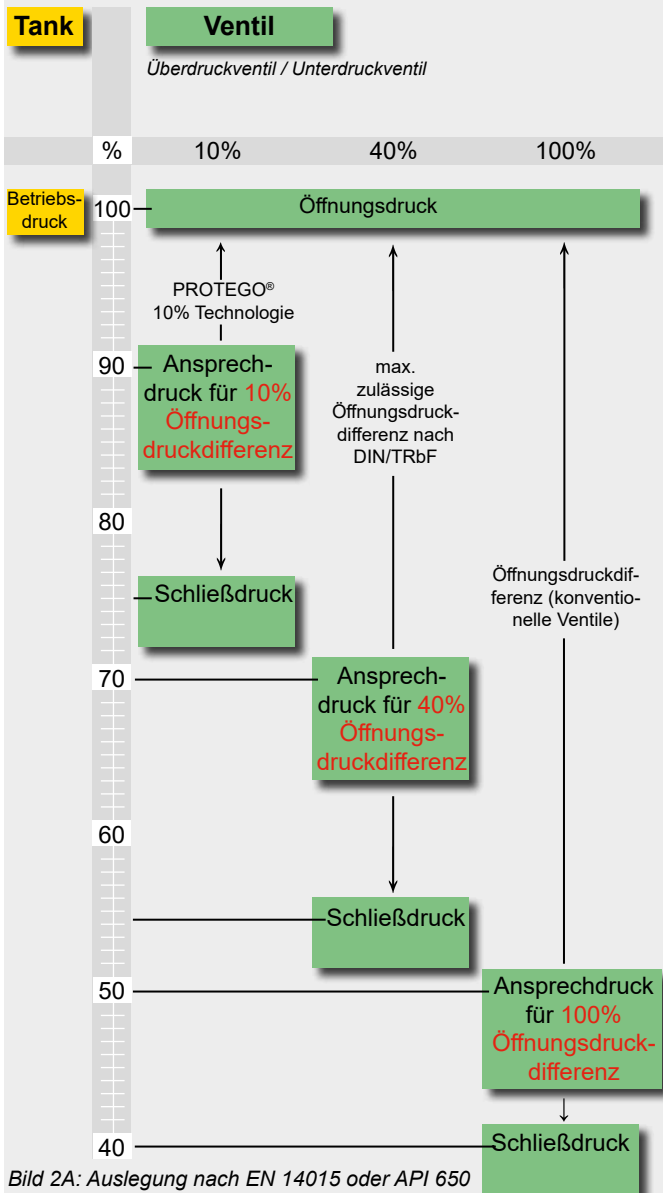 Tank
Ventil
Überdruckventil / Unterdruckventil
% 10% 40% 100%
Betriebs-
druck
100
Öffnungsdruck
PROTEGO®
10% Technologie
90
Ansprech-
druck für 10%
Öffnungs-
druckdifferenz
max.
zulässige
Öffnungsdruck-
differenz nach
DIN/TRbF
80
Öffnungsdruckdif-
ferenz (konventio-
nelle Ventile)
Schließdruck
70
Ansprech-
druck für 40%
Öffnungs-
druckdifferenz
60
Schließdruck
50
Ansprechdruck
für 100%
Öffnungsdruck-
differenz
40
Schließdruck
Bild 2A: Auslegung nach EN 14015 oder API 650